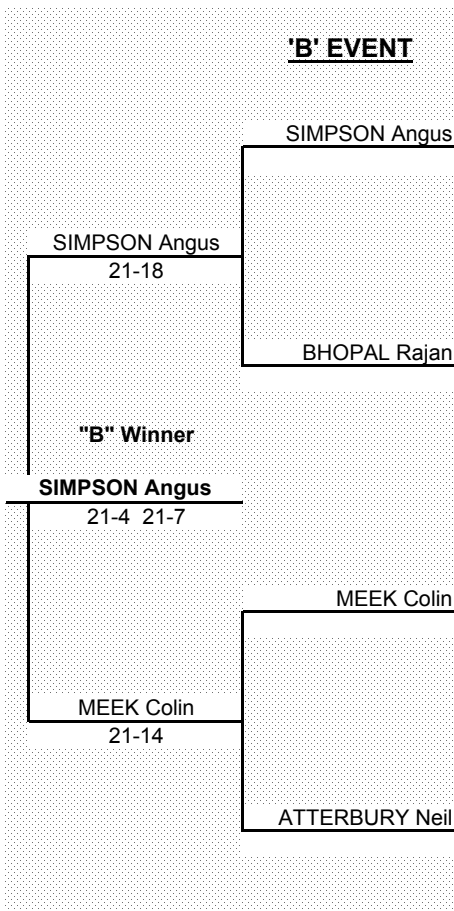 'B' EVENT
SIMPSON Angus
SIMPSON Angus
21-18
BHOPAL Rajan
"B" Winner
SIMPSON Angus
21-4 21-7
MEEK Colin
MEEK Colin
21-14
ATTERBURY Neil